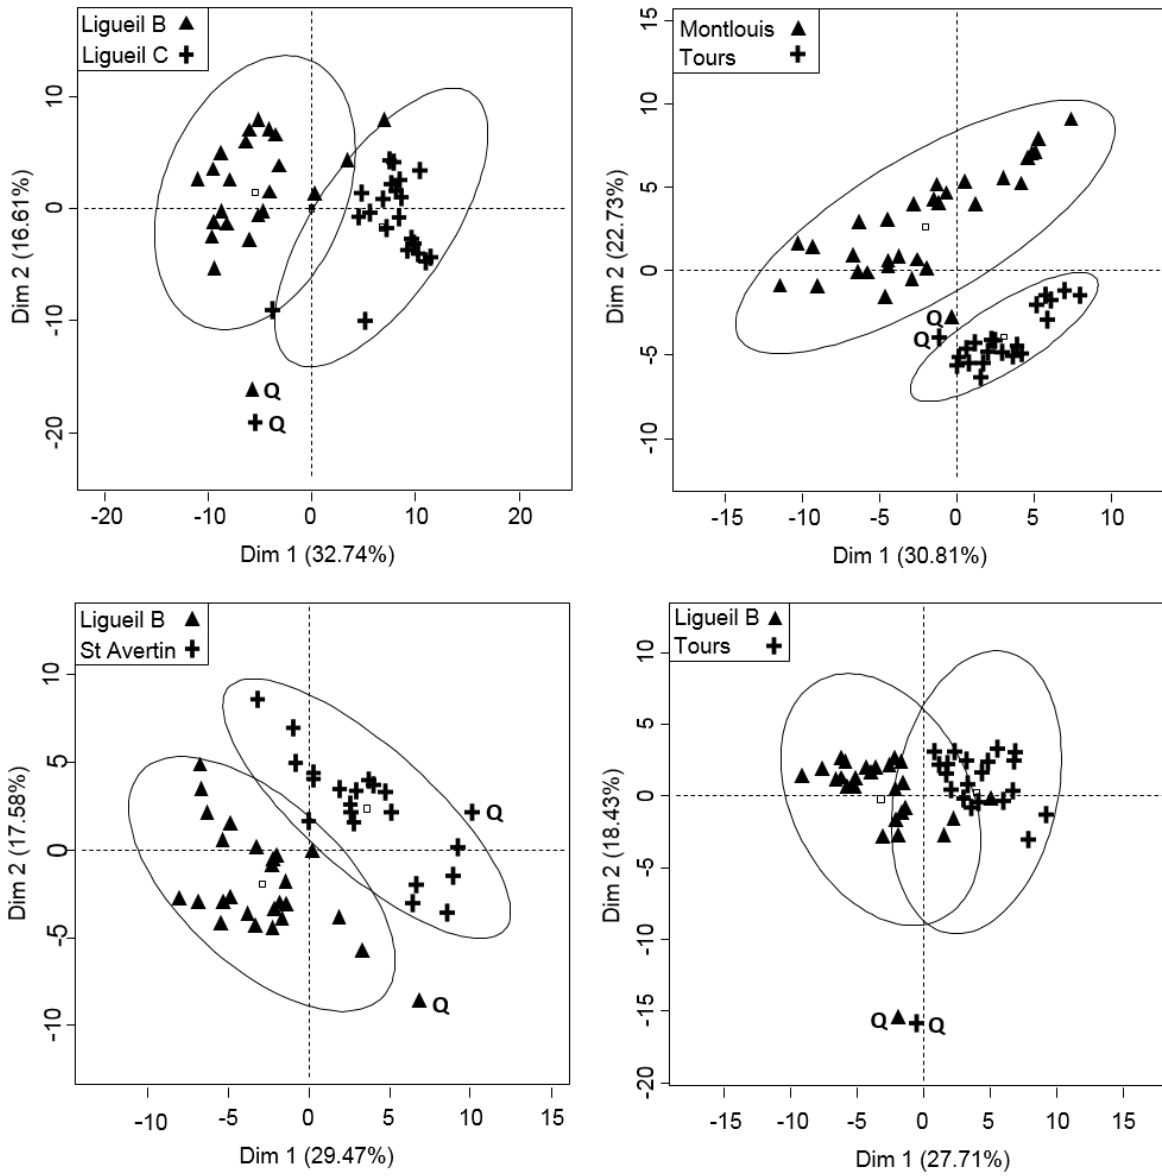 Ligueil B
Ligueil C
10
0
-10
-20
Dim 2 (16.61%)
Q
Q
-20 -10 0 10 20
Dim 1 (32.74%)
Montlouis
Tours
15
10
5
0
-5
-10
Dim 2 (22.73%)
Q
Q
-15 -10 -5 0 5 10
Dim 1 (30.81%)
Ligueil B
St Avertin
10
5
0
-5
-10
Dim 2 (17.58%)
Q
Q
-10 -5 0 5 10 15
Dim 1 (29.47%)
Ligueil B
Tours
10
5
0
-5
-10
-15
-20
Dim 2 (18.43%)
Q Q
-10 -5 0 5 10 15
Dim 1 (27.71%)